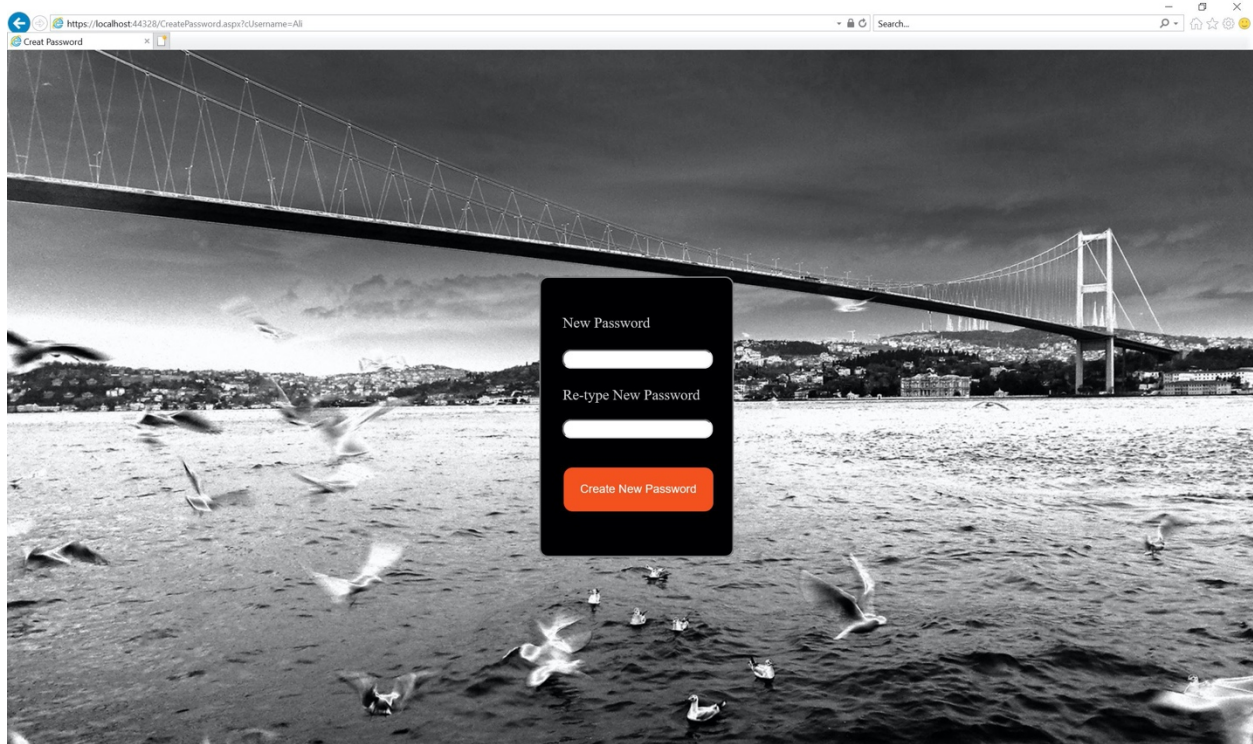 https://localhost:44328/CreatePassword.aspx?cUsername=Ali
Search...
Creat Password
New Password
Re-type New Password
Create New Password